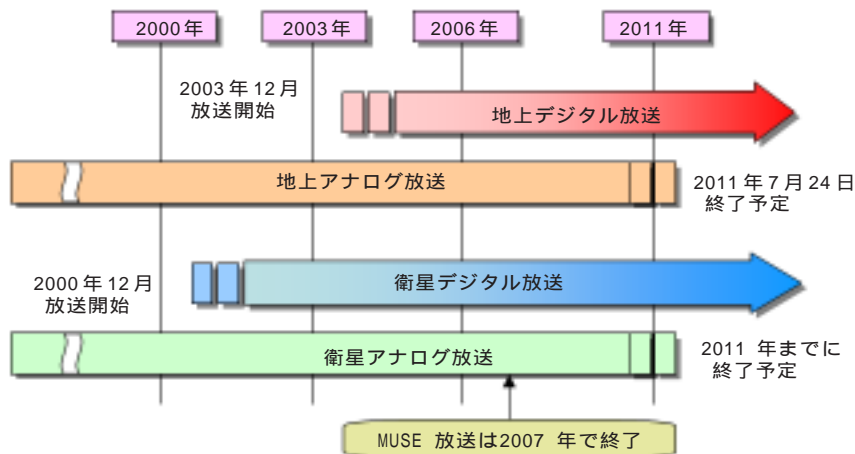 2000年
2003年
2006年
2011年
2003年12月
放送開始
地上デジタル放送
地上アナログ放送
2011年7月24日
終了予定
2000年12月
放送開始
衛星デジタル放送
衛星アナログ放送
2011 年までに
終了予定
MUSE 放送は2007 年で終了